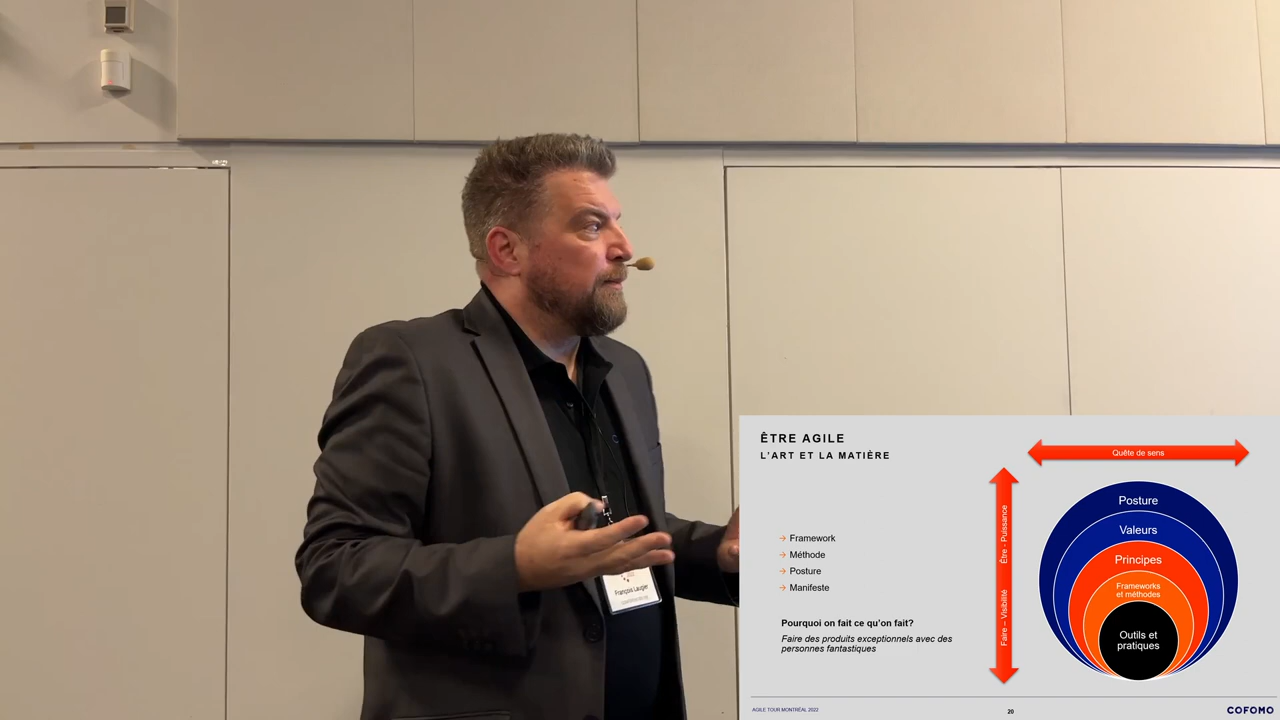 François Laugier
ÊTRE AGILE
L'ART ET LA MATIÈRE
→ Framework
→ Méthode
→ Posture
→ Manifeste
Pourquoi on fait ce qu'on fait?
Faire des produits exceptionnels avec des
personnes fantastiques
Quête de sens
Être - Puissance
Faire – Visibilité
Posture
Valeurs
Principes
Frameworks
et méthodes
Outils et
pratiques
AGILE TOUR MONTRÉAL 2022
20
COFOMO